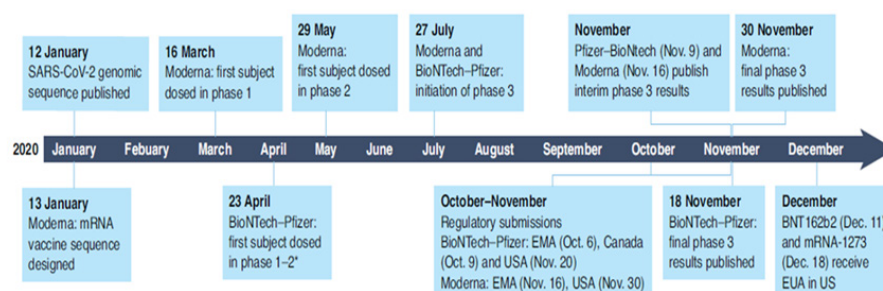 12 January
SARS-CoV-2 genomic
sequence published
16 March
Moderna: first subject
dosed in phase 1
29 May
Moderna:
first subject dosed
in phase 2
27 July
Moderna and
BioNTech–Pfizer:
initiation of phase 3
November
Pfizer–BioNtech (Nov. 9) and
Moderna (Nov. 16) publish
interim phase 3 results
30 November
Moderna:
final phase 3
results published
2020 January Febuary March April May June July August September October November December
13 January
Moderna: mRNA
vaccine sequence
designed
23 April
BioNTech–Pfizer:
first subject dosed
in phase 1–2*
October–November
Regulatory submissions
BioNTech–Pfizer: EMA (Oct. 6), Canada
(Oct. 9) and USA (Nov. 20)
Moderna: EMA (Nov. 16), USA (Nov. 30)
18 November
BioNTech–Pfizer:
final phase 3
results published
December
BNT162b2 (Dec. 11)
and mRNA-1273
(Dec. 18) receive
EUA in US